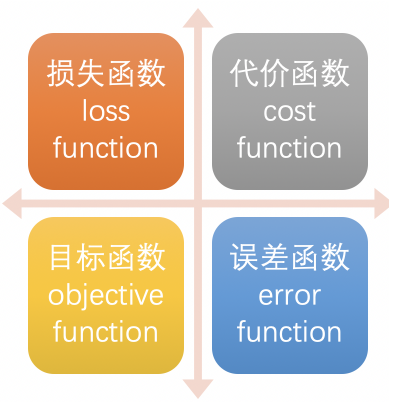 损失函数
loss
function
代价函数
cost
function
目标函数
objective
function
误差函数
error
function